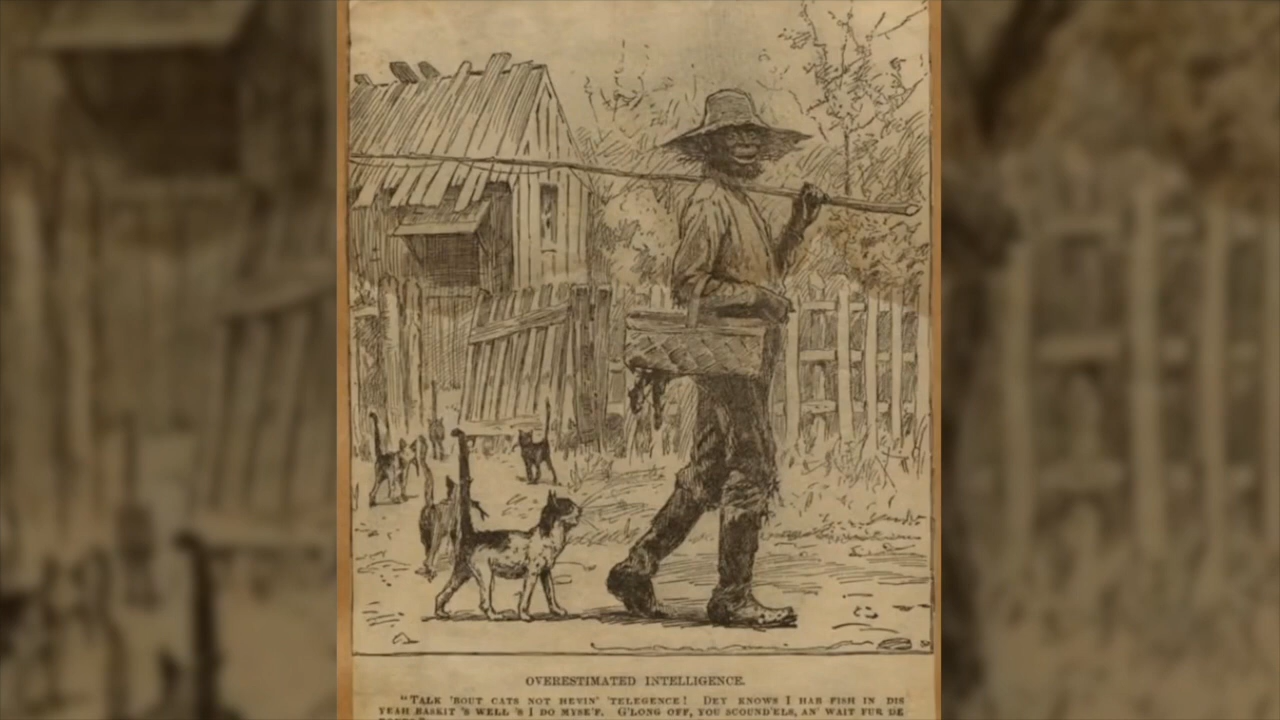 OVERESTIMATED INTELLIGENCE.
"TALK 'BOUT CATS NOT HEVIN' 'TELEGENCE! DEY KNOWS I HAB FISH IN DIS
YEAH BASKIT 'S WELL 'S I DO MYSE'F. G'LONG OFF, YOU SCOUND'ELS, AN' WAIT FUR DE